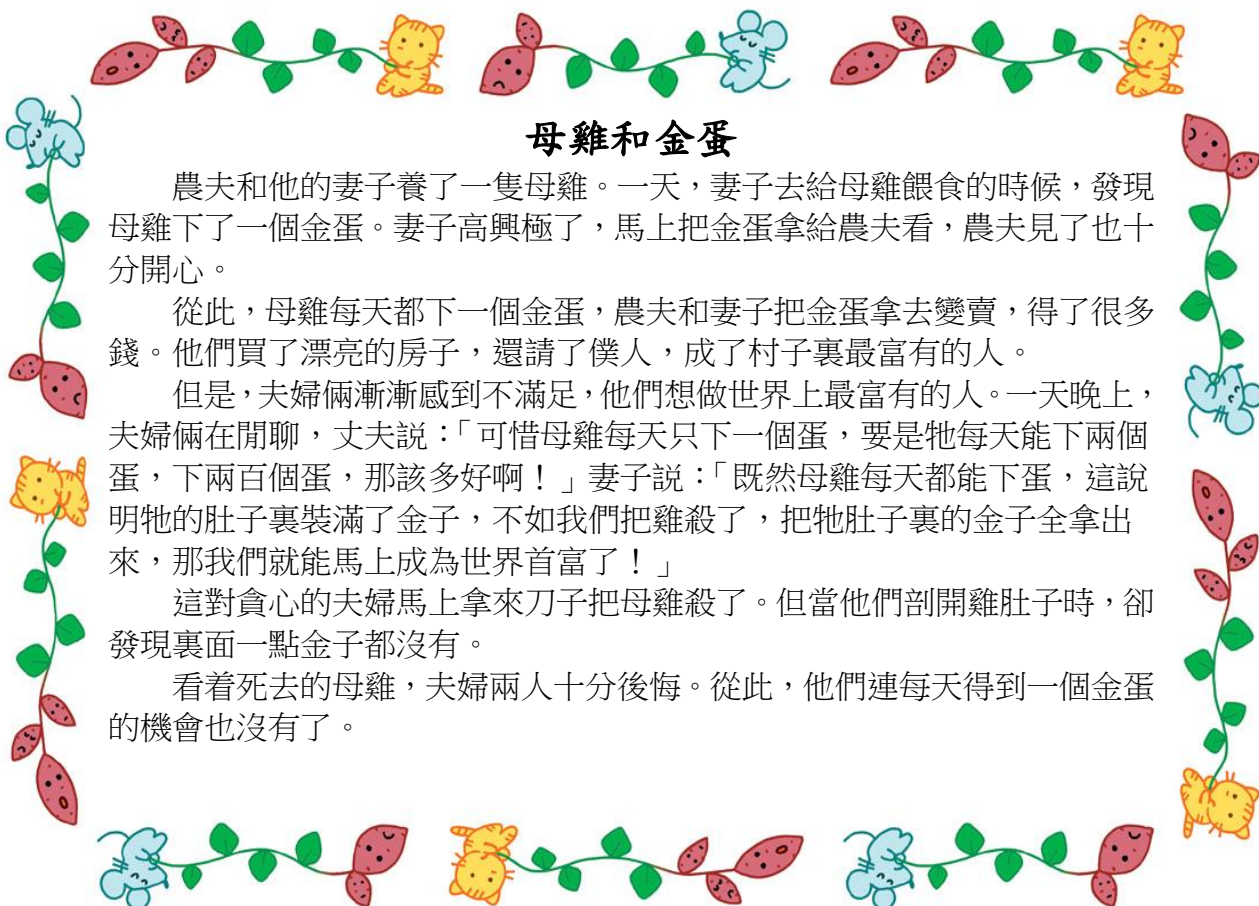 母雞和金蛋
農夫和他的妻子養了一隻母雞。一天，妻子去給母雞餵食的時候，發現
母雞下了一個金蛋。妻子高興極了，馬上把金蛋拿給農夫看，農夫見了也十
分開心。
從此，母雞每天都下一個金蛋，農夫和妻子把金蛋拿去變賣，得了很多
錢。他們買了漂亮的房子，還請了僕人，成了村子裏最富有的人。
但是，夫婦倆漸漸感到不滿足，他們想做世界上最富有的人。一天晚上，
夫婦倆在閒聊，丈夫説：「可惜母雞每天只下一個蛋，要是牠每天能下兩個
蛋，下兩百個蛋，那該多好啊！」妻子説：「既然母雞每天都能下蛋，這說
明牠的肚子裏裝滿了金子，不如我們把雞殺了，把牠肚子裏的金子全拿出
來，那我們就能馬上成為世界首富了！」
這對貪心的夫婦馬上拿來刀子把母雞殺了。但當他們剖開雞肚子時，卻
發現裏面一點金子都沒有。
看着死去的母雞，夫婦兩人十分後悔。從此，他們連每天得到一個金蛋
的機會也沒有了。